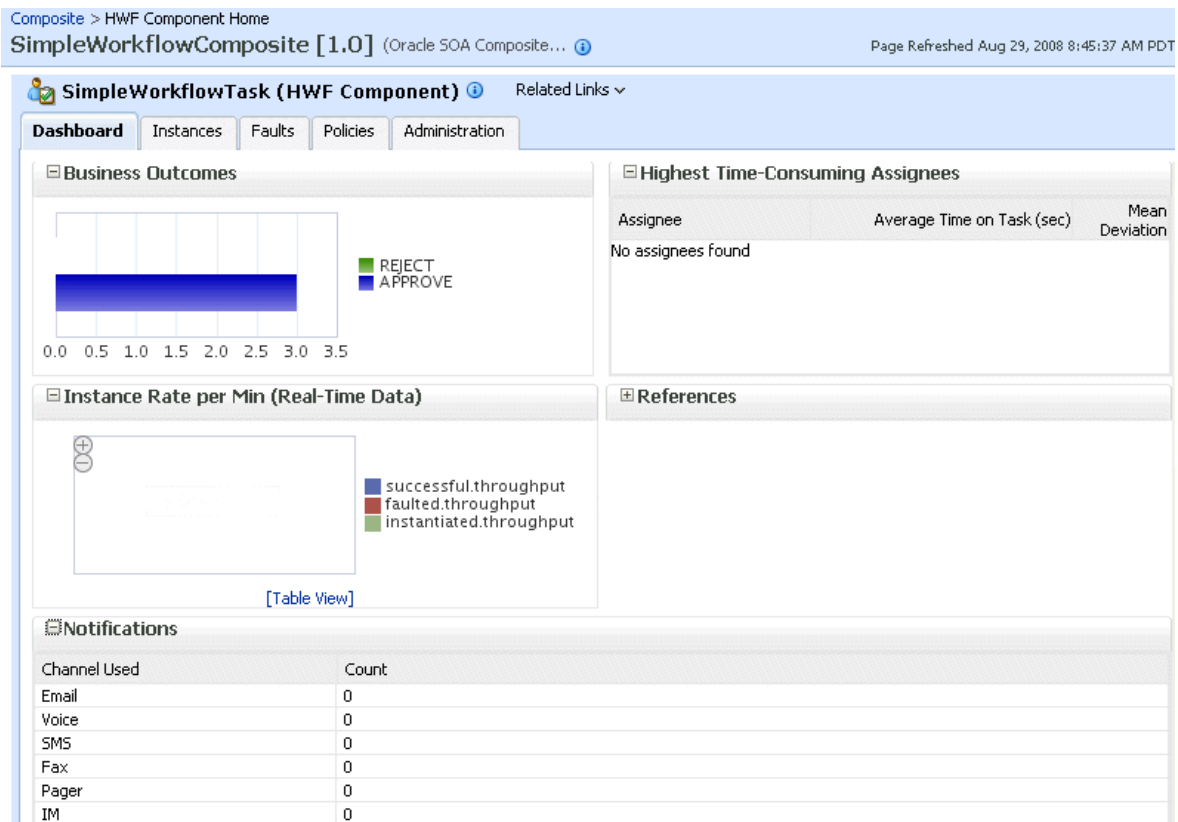 Composite > HWF Component Home
SimpleWorkflowComposite [1.0] (Oracle SOA Composite...
Page Refreshed Aug 29, 2008 8:45:37 AM PDT
SimpleWorkflowTask (HWF Component)
Related Links
Dashboard Instances Faults Policies Administration
Business Outcomes
REJECT
APPROVE
0.0 0.5 1.0 1.5 2.0 2.5 3.0 3.5
Highest Time-Consuming Assignees
Assignee Average Time on Task (sec) Mean
Deviation
No assignees found
Instance Rate per Min (Real-Time Data)
successful.throughput
faulted.throughput
instantiated.throughput
[Table View]
References
Notifications
Channel Used Count
Email 0
Voice 0
SMS 0
Fax 0
Pager 0
IM 0